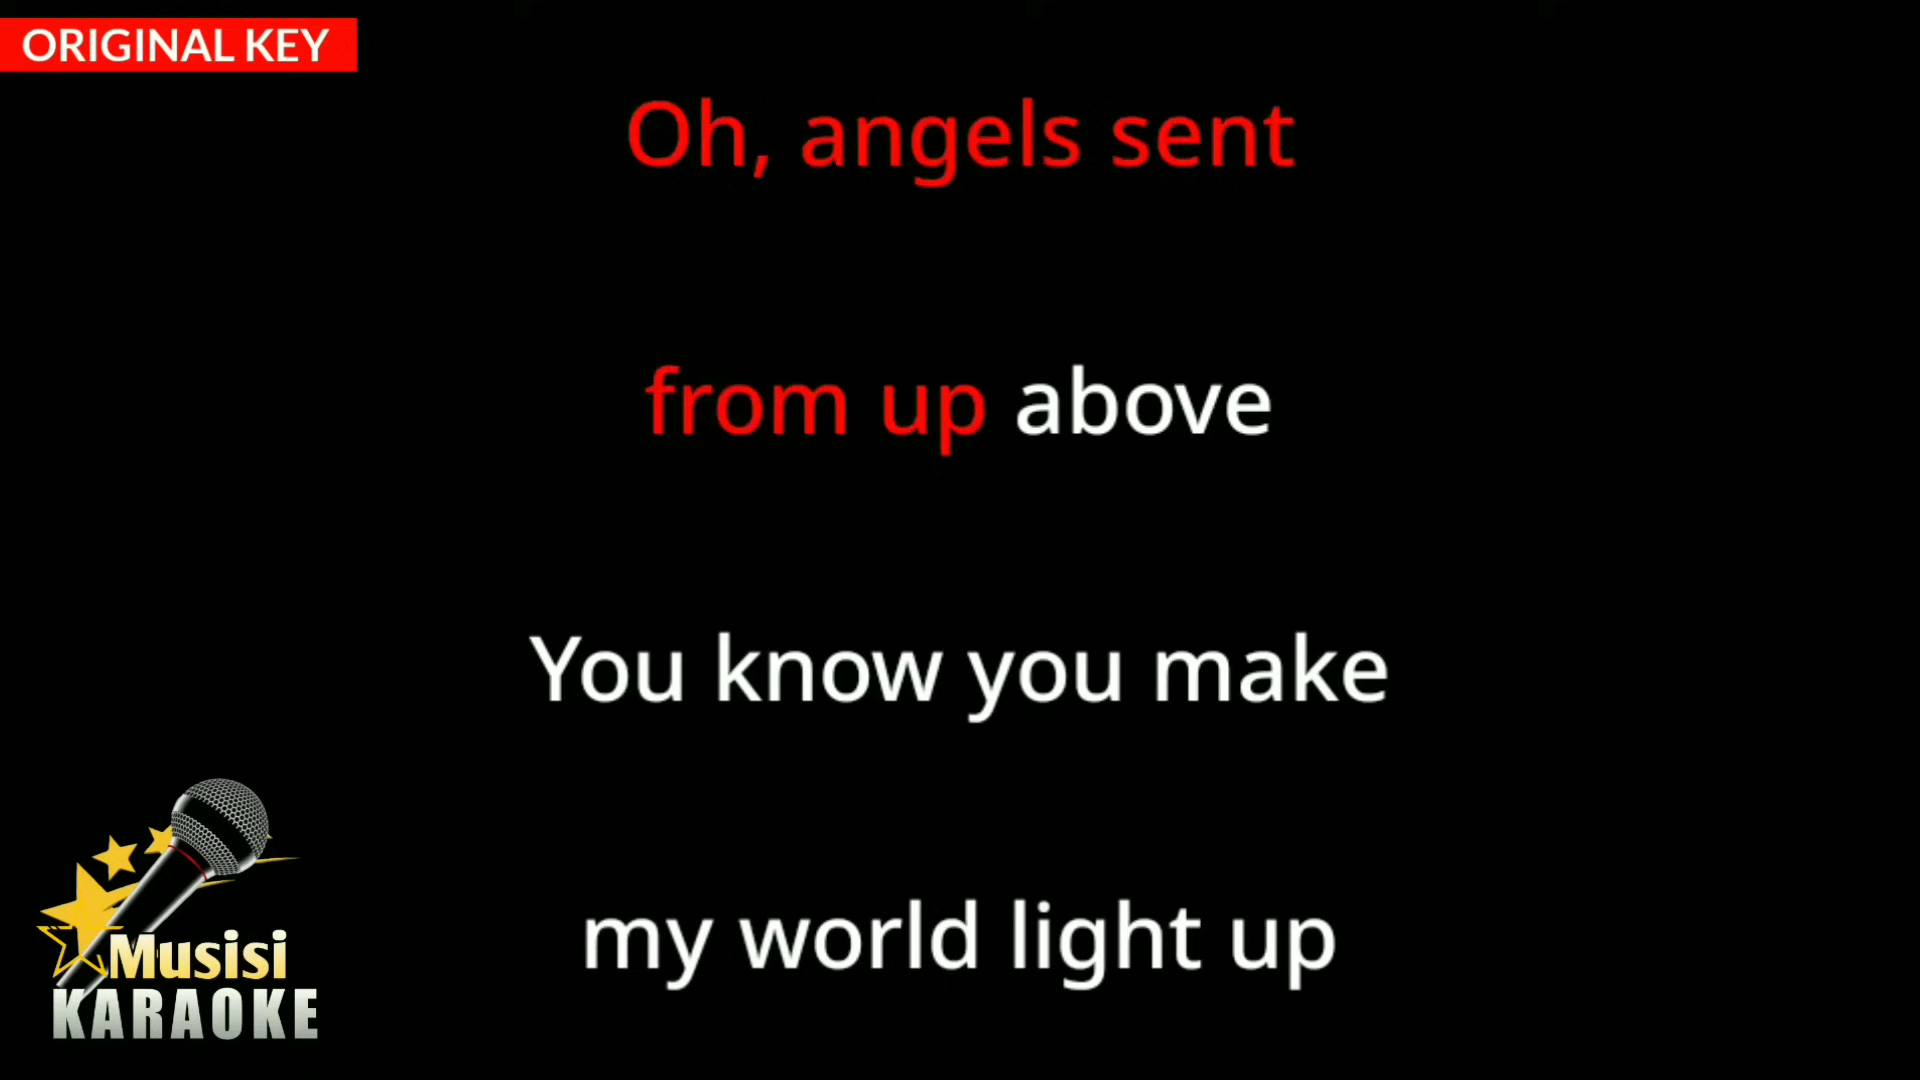 ORIGINAL KEY
Oh, angels sent
from up above
You know you make
my world light up
Musisi
KARAOKE